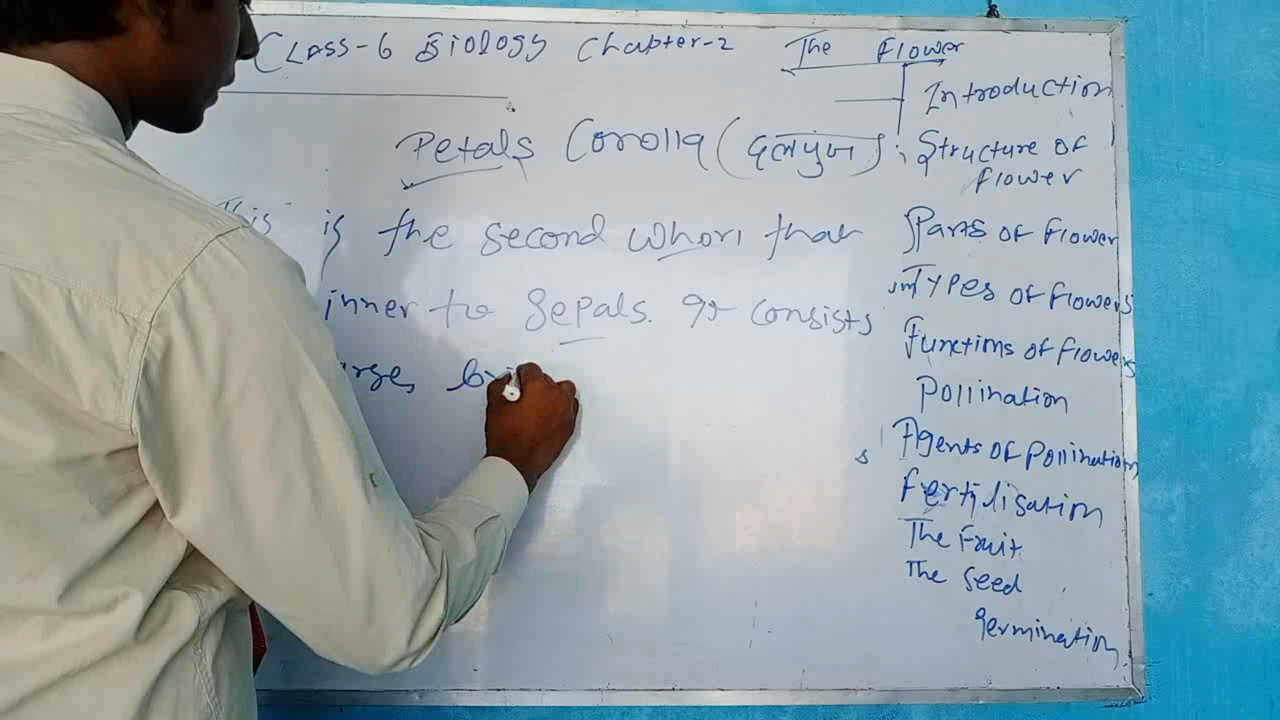 CLASS-6 Biology Chapter-2 The Flower
Petals Corolla (दलपुंज)
This is the second whorl that
inner to Sepals. It consists
Introduction
Structure of
flower
Parts of flower
Types of flowers
Functions of flowers
Pollination
Agents of Pollination
fertilisation
The Fruit
The seed
germination